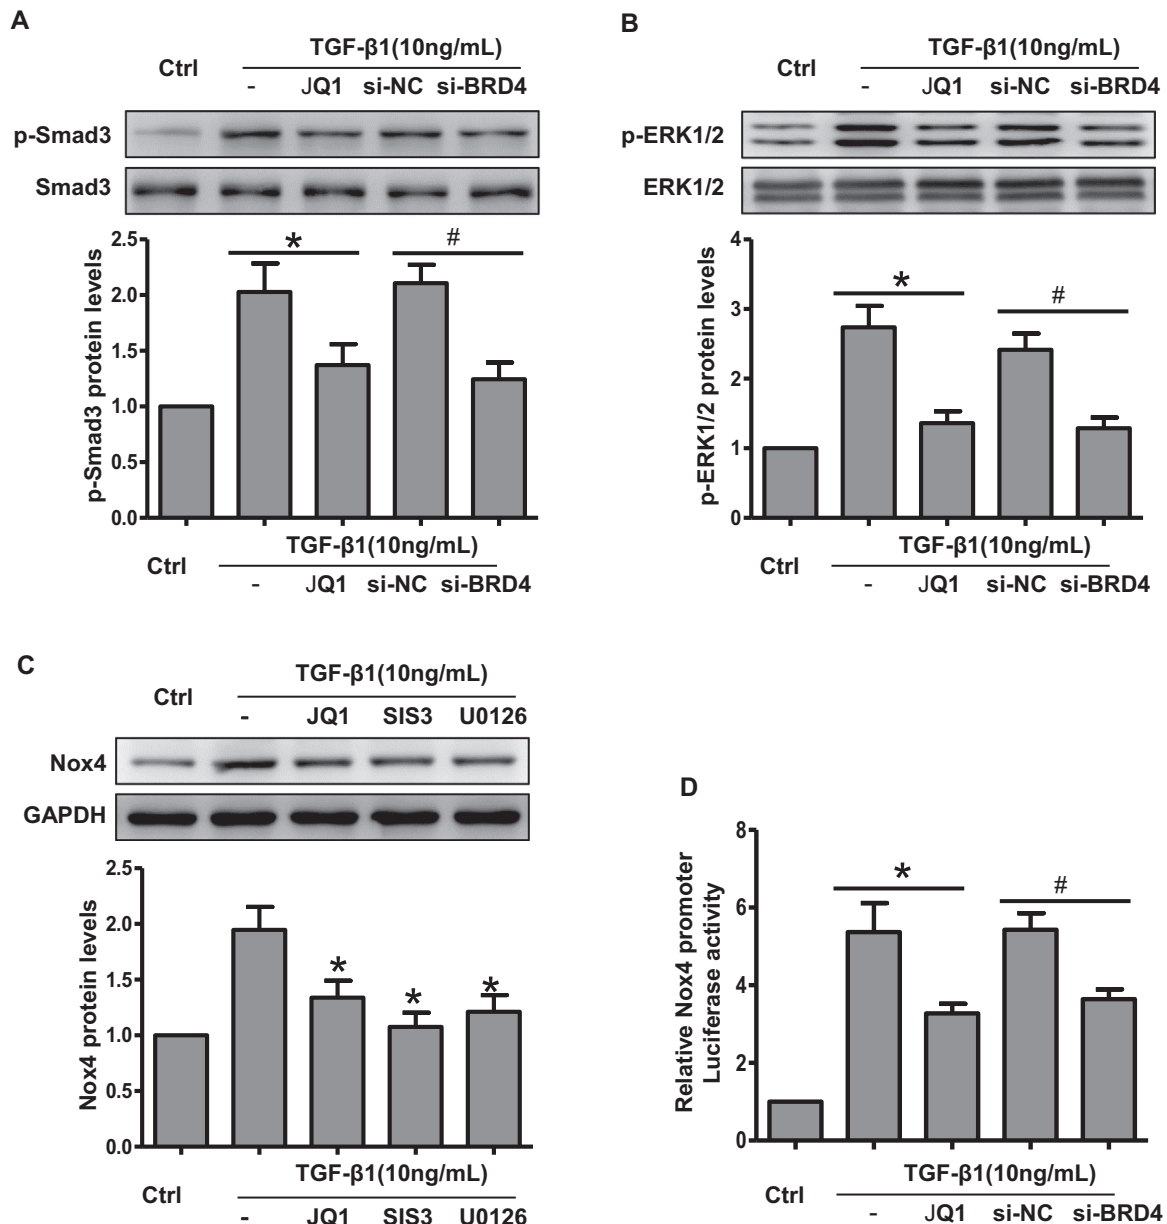 A
TGF-β1(10ng/mL)
Ctrl
- JQ1 si-NC si-BRD4
p-Smad3
Smad3
2.5
2.0
1.5
1.0
0.5
0.0
p-Smad3 protein levels
*
#
TGF-β1(10ng/mL)
Ctrl
- JQ1 si-NC si-BRD4
B
TGF-β1(10ng/mL)
Ctrl
- JQ1 si-NC si-BRD4
p-ERK1/2
ERK1/2
4
3
2
1
0
p-ERK1/2 protein levels
*
#
TGF-β1(10ng/mL)
Ctrl
- JQ1 si-NC si-BRD4
C
TGF-β1(10ng/mL)
Ctrl
- JQ1 SIS3 U0126
Nox4
GAPDH
2.5
2.0
1.5
1.0
0.5
0.0
Nox4 protein levels
* * *
TGF-β1(10ng/mL)
Ctrl
- JQ1 SIS3 U0126
D
8
6
4
2
0
Relative Nox4 promoter
Luciferase activity
*
#
TGF-β1(10ng/mL)
Ctrl
- JQ1 si-NC si-BRD4